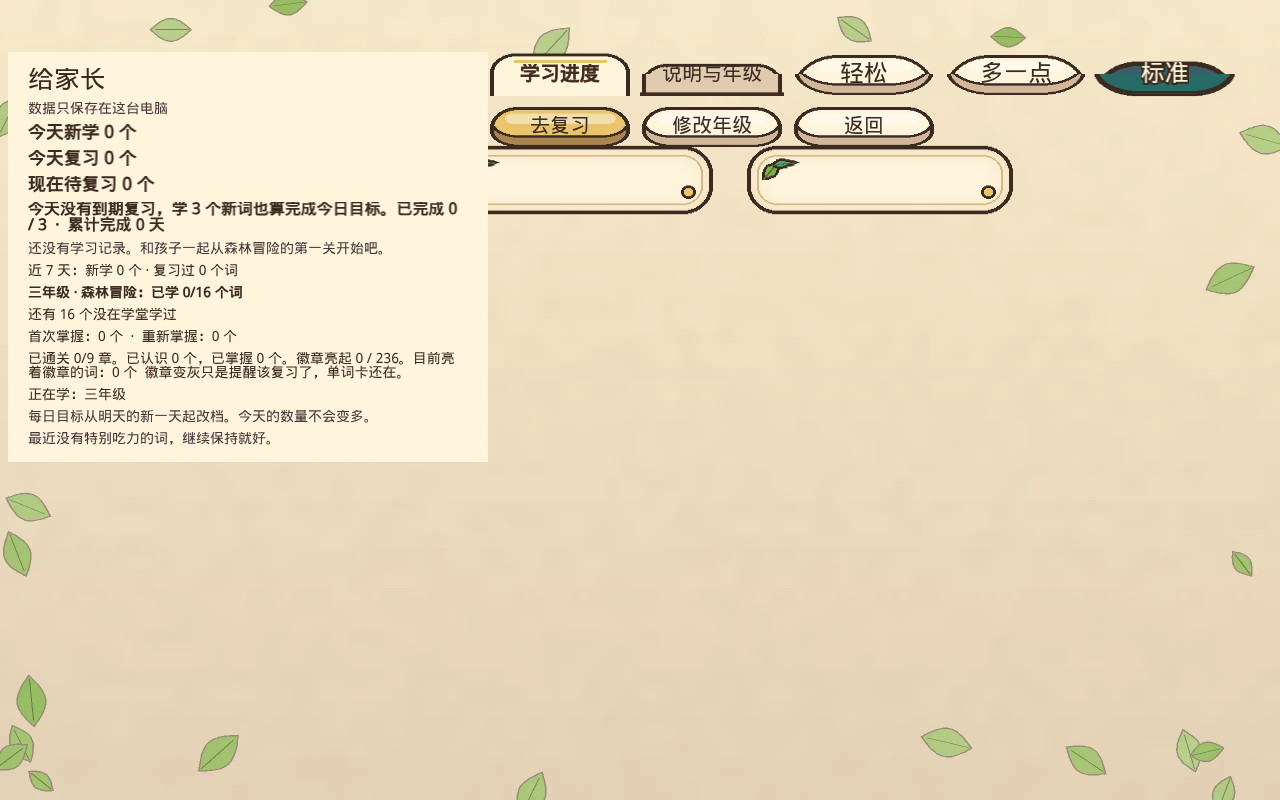 给家长
数据只保存在这台电脑
今天新学 0 个
今天复习 0 个
现在待复习 0 个
今天没有到期复习，学 3 个新词也算完成今日目标。已完成 0
/ 3 · 累计完成 0 天
还没有学习记录。和孩子一起从森林冒险的第一关开始吧。
近 7 天：新学 0 个 · 复习过 0 个词
三年级 · 森林冒险：已学 0/16 个词
还有 16 个没在学堂学过
首次掌握：0 个 · 重新掌握：0 个
已通关 0/9 章。已认识 0 个，已掌握 0 个。徽章亮起 0 / 236。目前亮
着徽章的词：0 个 徽章变灰只是提醒该复习了，单词卡还在。
正在学：三年级
每日目标从明天的新一天起改档。今天的数量不会变多。
最近没有特别吃力的词，继续保持就好。
学习进度
说明与年级
轻松
多一点
标准
去复习
修改年级
返回